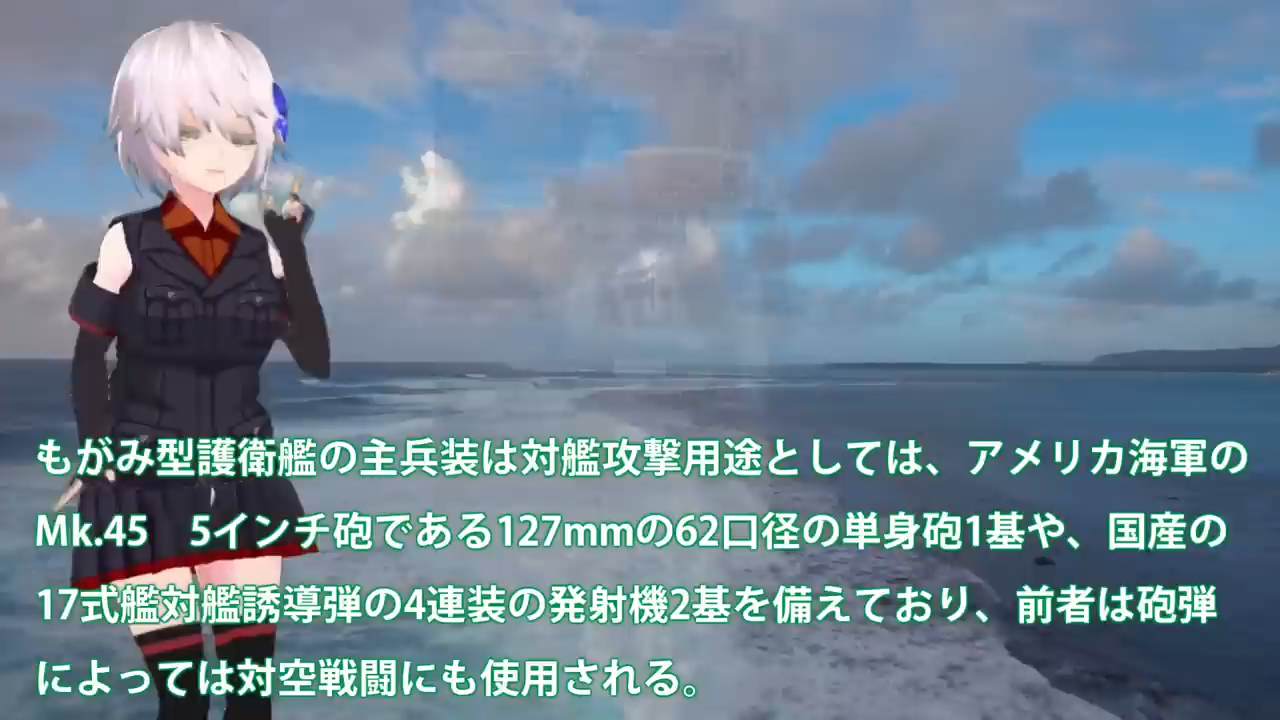 もがみ型護衛艦の主兵装は対艦攻撃用途としては、アメリカ海軍の
Mk.45　5インチ砲である127mmの62口径の単身砲1基や、国産の
17式艦対艦誘導弾の4連装の発射機2基を備えており、前者は砲弾
によっては対空戦闘にも使用される。